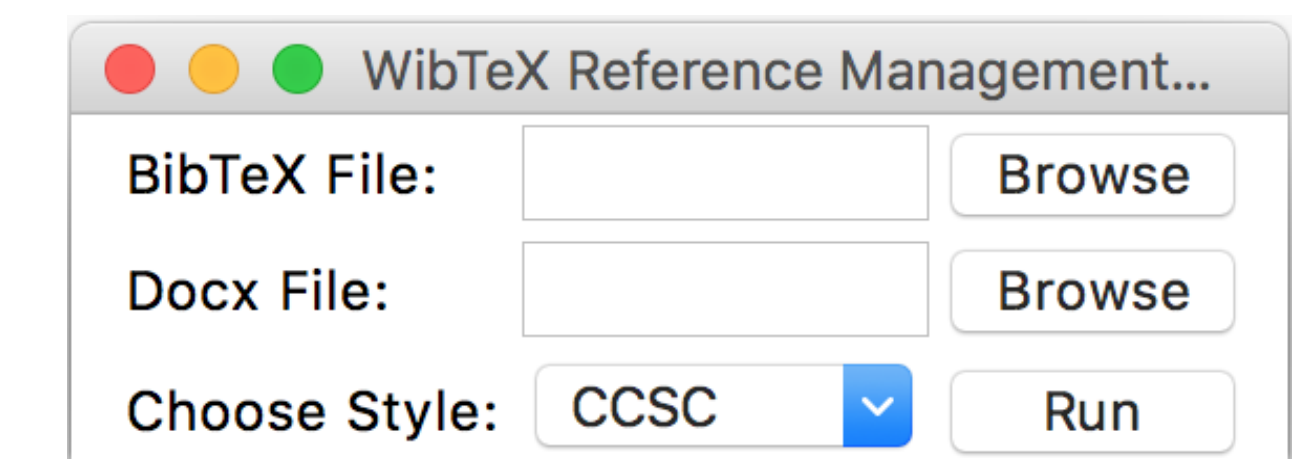 WibTeX Reference Management...
BibTeX File: Browse
Docx File: Browse
Choose Style: CCSC Run